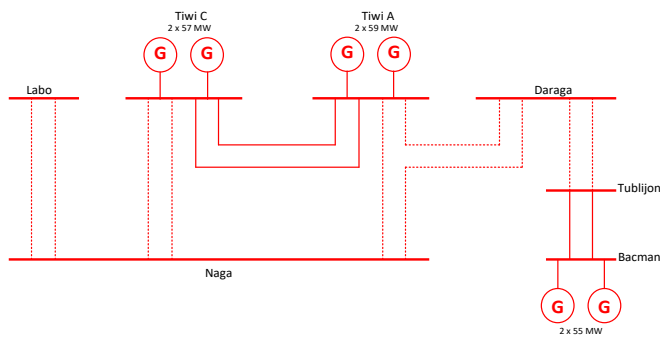 Tiwi C
2 x 57 MW
Tiwi A
2 x 59 MW
G
G
G
G
Labo
Daraga
Tublijon
Bacman
Naga
G
G
2 x 55 MW